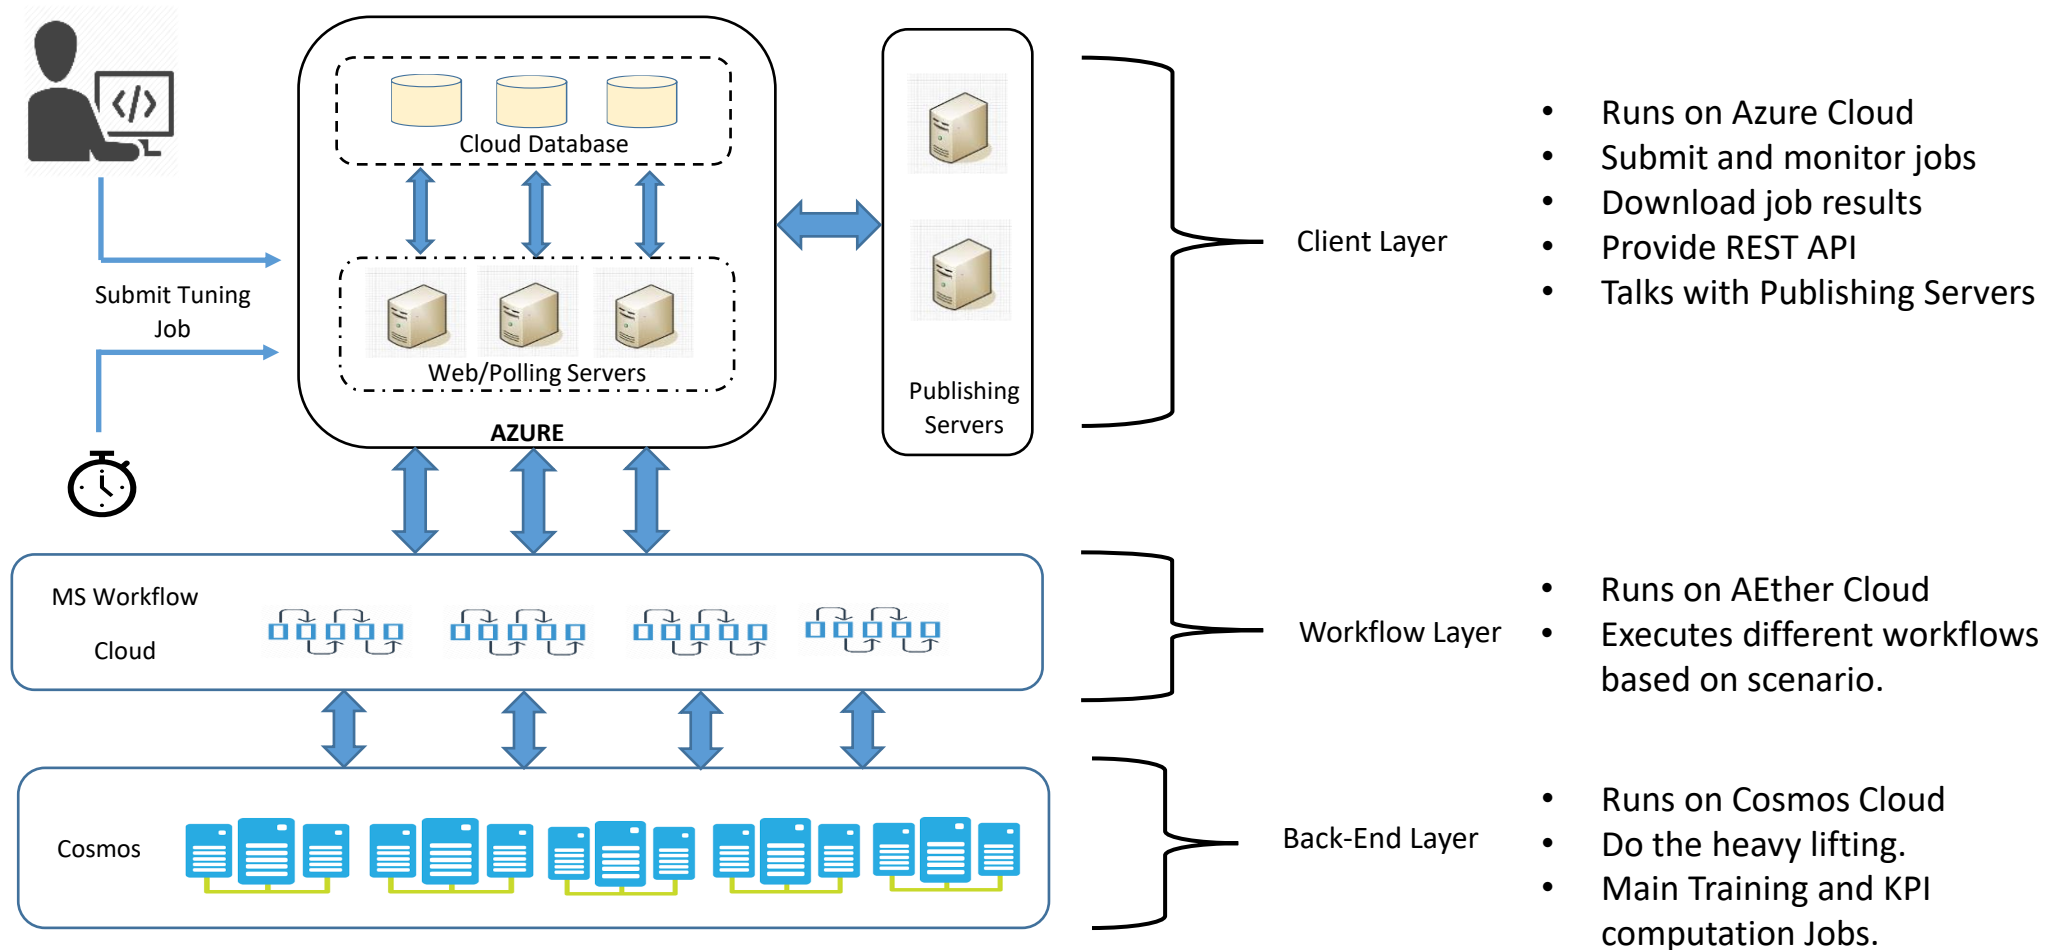 </>
Cloud Database
Submit Tuning
Job
Web/Polling Servers
AZURE
Publishing
Servers
Client Layer
• Runs on Azure Cloud
• Submit and monitor jobs
• Download job results
• Provide REST API
• Talks with Publishing Servers
MS Workflow
Cloud
Workflow Layer
• Runs on AEther Cloud
• Executes different workflows
based on scenario.
Cosmos
Back-End Layer
• Runs on Cosmos Cloud
• Do the heavy lifting.
• Main Training and KPI
computation Jobs.